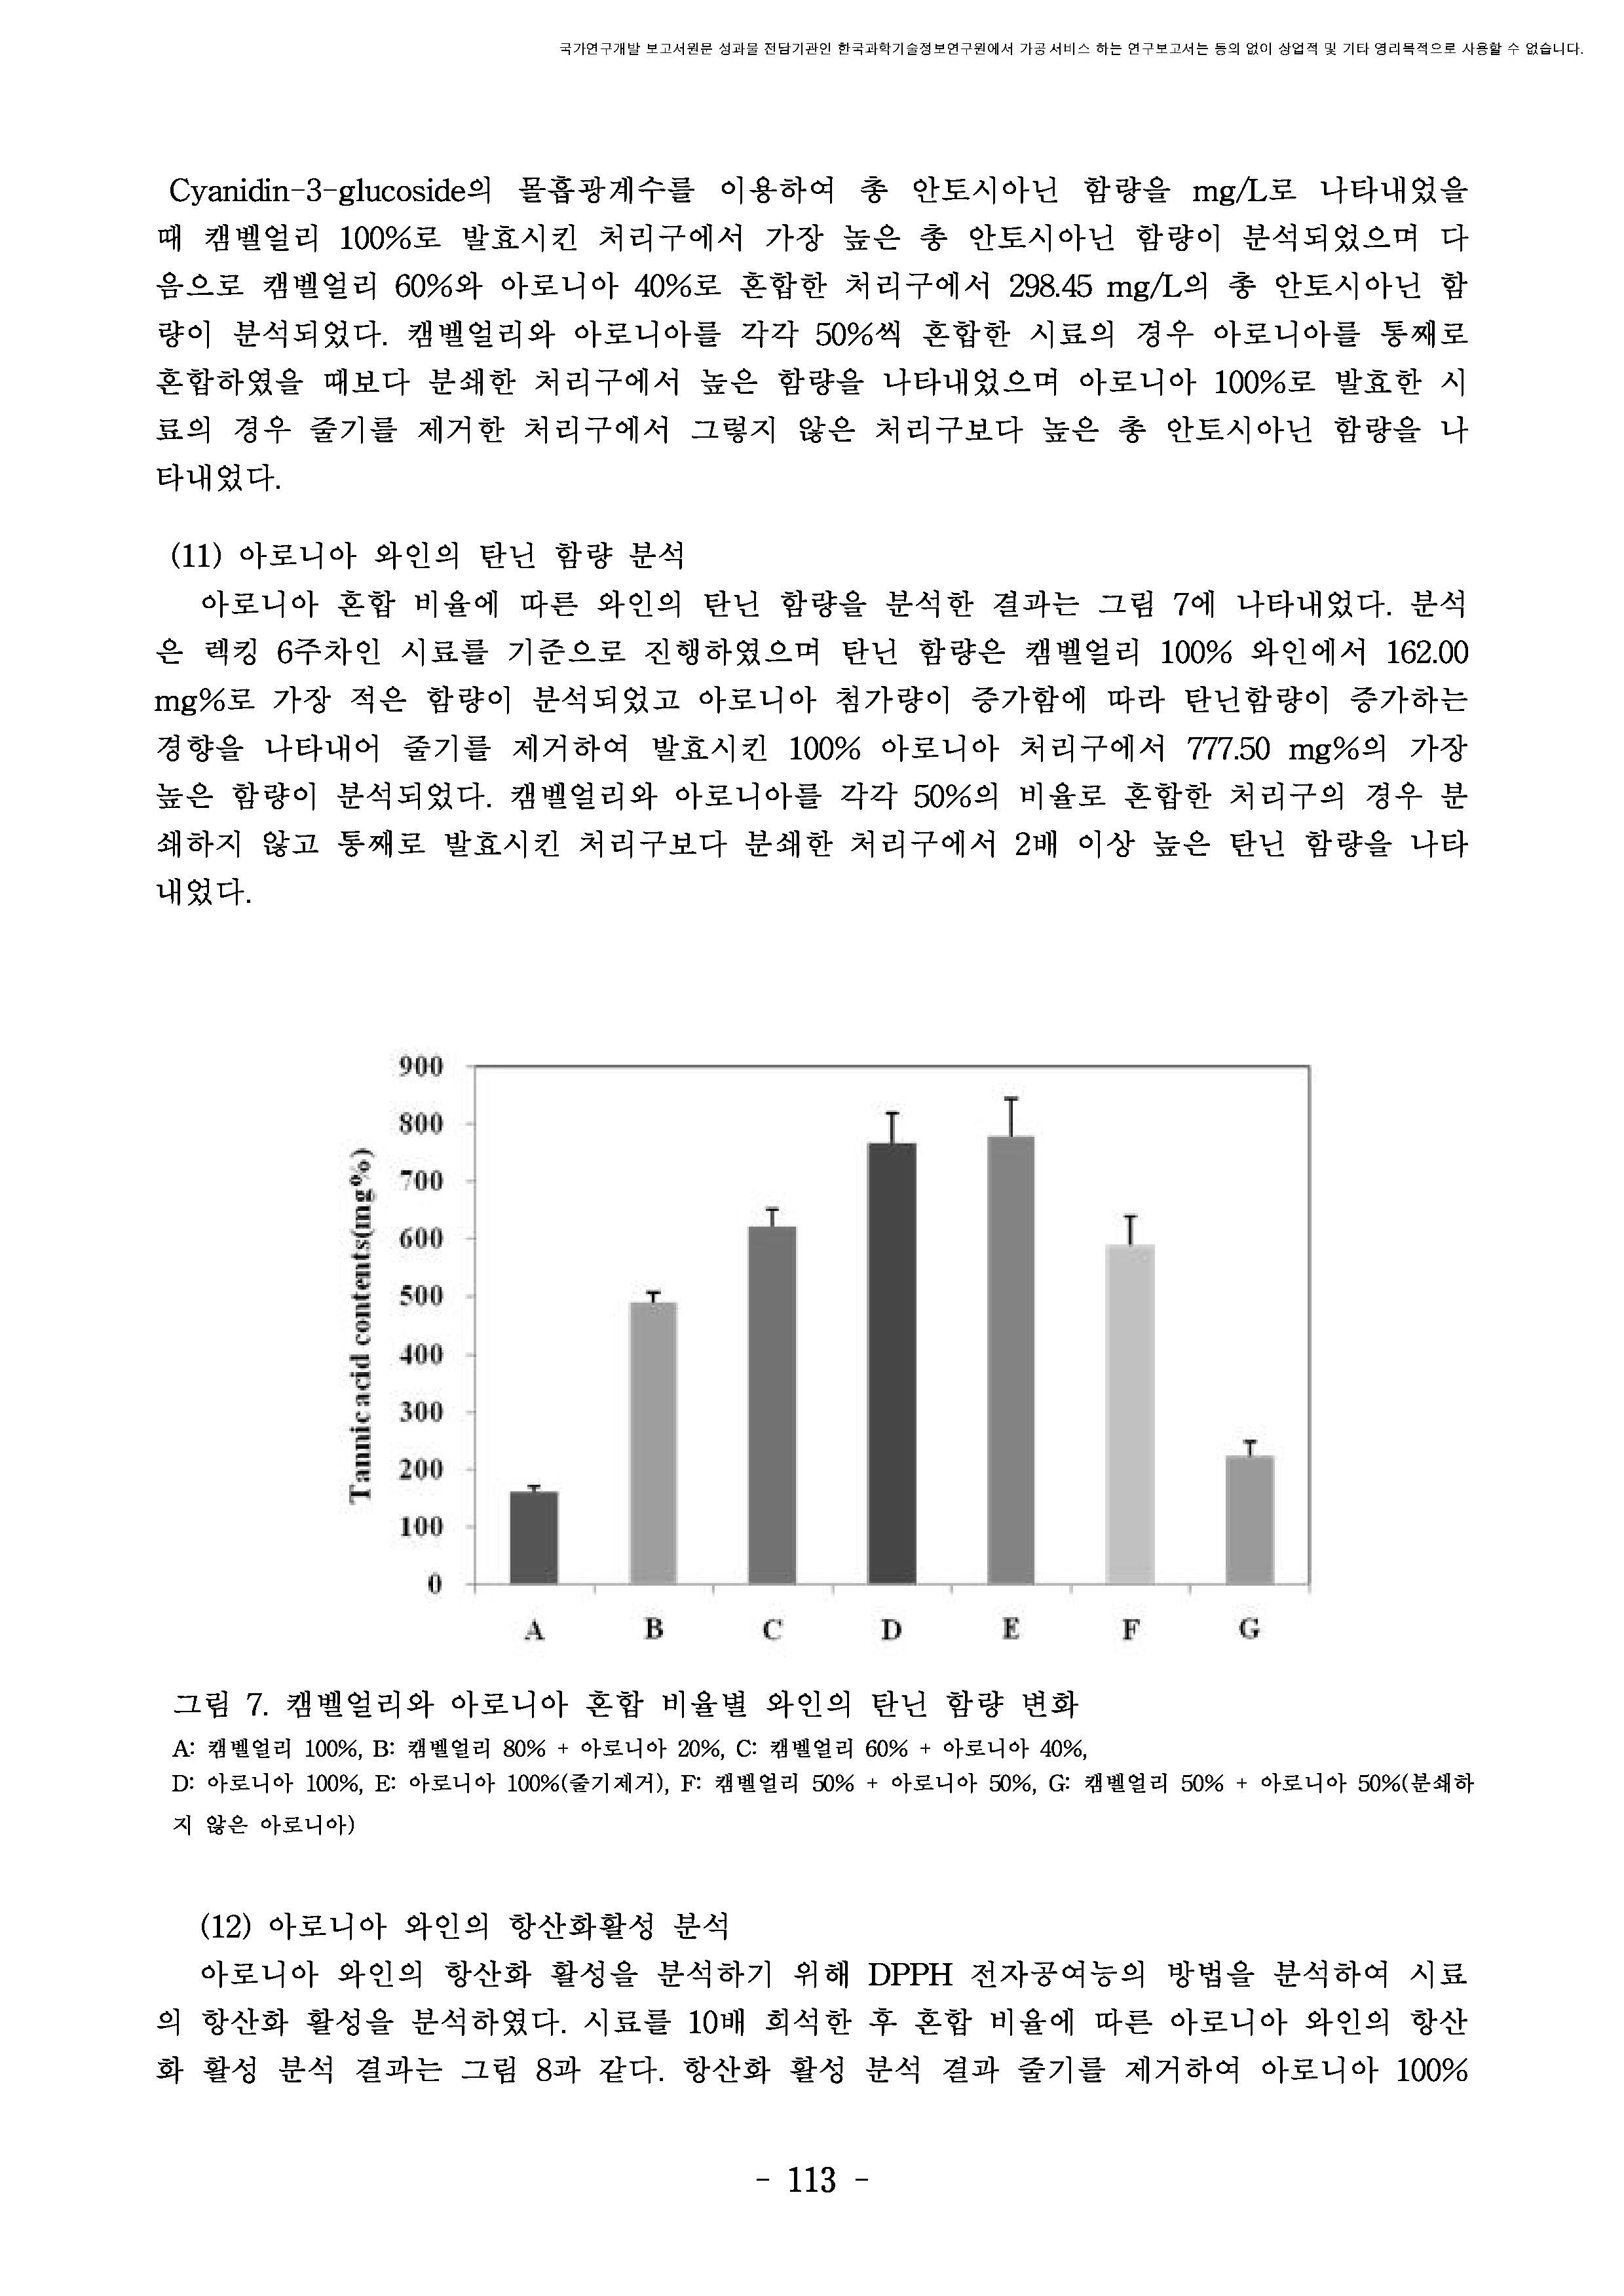 국가연구개발 보고서원문 성과물 전담기관인 한국과학기술정보연구원에서 가공·서비스 하는 연구보고서는 동의 없이 상업적 및 기타 영리목적으로 사용할 수 없습니다.
Cyanidin-3-glucoside의 몰흡광계수를 이용하여 총 안토시아닌 함량을 mg/L로 나타내었을
때 캠벨얼리 100%로 발효시킨 처리구에서 가장 높은 총 안토시아닌 함량이 분석되었으며 다
음으로 캠벨얼리 60%와 아로니아 40%로 혼합한 처리구에서 298.45 mg/L의 총 안토시아닌 함
량이 분석되었다. 캠벨얼리와 아로니아를 각각 50%씩 혼합한 시료의 경우 아로니아를 통째로
혼합하였을 때보다 분쇄한 처리구에서 높은 함량을 나타내었으며 아로니아 100%로 발효한 시
료의 경우 줄기를 제거한 처리구에서 그렇지 않은 처리구보다 높은 총 안토시아닌 함량을 나
타내었다.
(11) 아로니아 와인의 탄닌 함량 분석
아로니아 혼합 비율에 따른 와인의 탄닌 함량을 분석한 결과는 그림 7에 나타내었다. 분석
은 렉킹 6주차인 시료를 기준으로 진행하였으며 탄닌 함량은 캠벨얼리 100% 와인에서 162.00
mg%로 가장 적은 함량이 분석되었고 아로니아 첨가량이 증가함에 따라 탄닌함량이 증가하는
경향을 나타내어 줄기를 제거하여 발효시킨 100% 아로니아 처리구에서 777.50 mg%의 가장
높은 함량이 분석되었다. 캠벨얼리와 아로니아를 각각 50%의 비율로 혼합한 처리구의 경우 분
쇄하지 않고 통째로 발효시킨 처리구보다 분쇄한 처리구에서 2배 이상 높은 탄닌 함량을 나타
내었다.
900
800
700
600
500
400
300
200
100
0
Tannic acid contents(mg%)
A B C D E F G
그림 7. 캠벨얼리와 아로니아 혼합 비율별 와인의 탄닌 함량 변화
A: 캠벨얼리 100%, B: 캠벨얼리 80% + 아로니아 20%, C: 캠벨얼리 60% + 아로니아 40%,
D: 아로니아 100%, E: 아로니아 100%(줄기제거), F: 캠벨얼리 50% + 아로니아 50%, G: 캠벨얼리 50% + 아로니아 50%(분쇄하
지 않은 아로니아)
(12) 아로니아 와인의 항산화활성 분석
아로니아 와인의 항산화 활성을 분석하기 위해 DPPH 전자공여능의 방법을 분석하여 시료
의 항산화 활성을 분석하였다. 시료를 10배 희석한 후 혼합 비율에 따른 아로니아 와인의 항산
화 활성 분석 결과는 그림 8과 같다. 항산화 활성 분석 결과 줄기를 제거하여 아로니아 100%
- 113 -